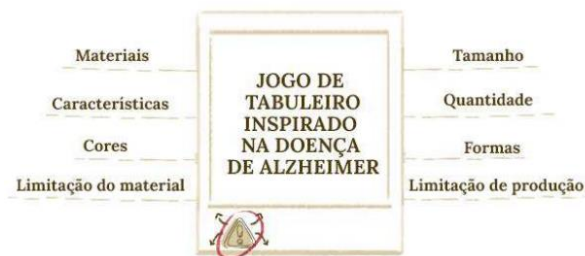 Materiais
Características
Cores
Limitação do material
JOGO DE
TABULEIRO
INSPIRADO
NA DOENÇA
DE ALZHEIMER
Tamanho
Quantidade
Formas
Limitação de produção